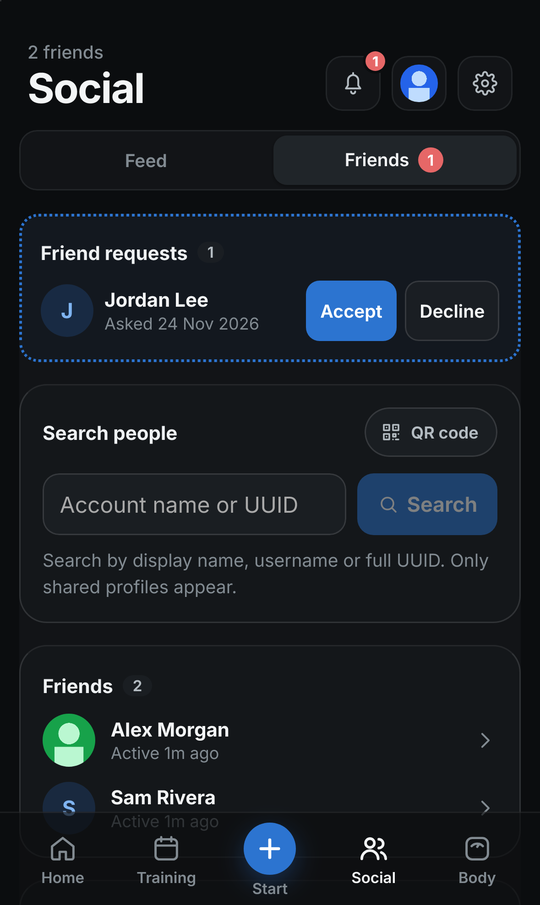 2 friends
Social
1
Feed
Friends 1
Friend requests 1
J
Jordan Lee
Asked 24 Nov 2026
Accept
Decline
Search people
QR code
Account name or UUID
Search
Search by display name, username or full UUID. Only
shared profiles appear.
Friends 2
Alex Morgan
Active 1m ago
S
Sam Rivera
Active 1m ago
Home
Training
Start
Social
Body